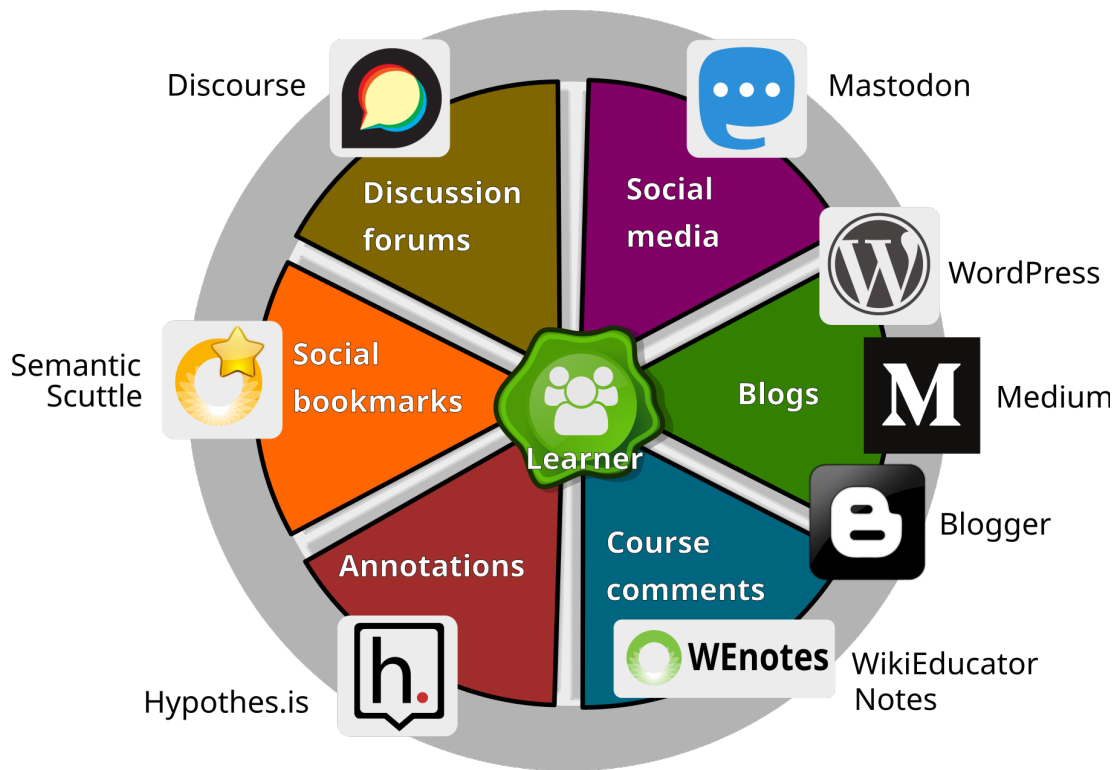 Discourse
Mastodon
Discussion
forums
Social
media
WordPress
Semantic
Scuttle
Social
bookmarks
Blogs
M
Medium
Learner
Blogger
Annotations
Course
comments
h.
WEnotes
WikiEducator
Notes
Hypothes.is